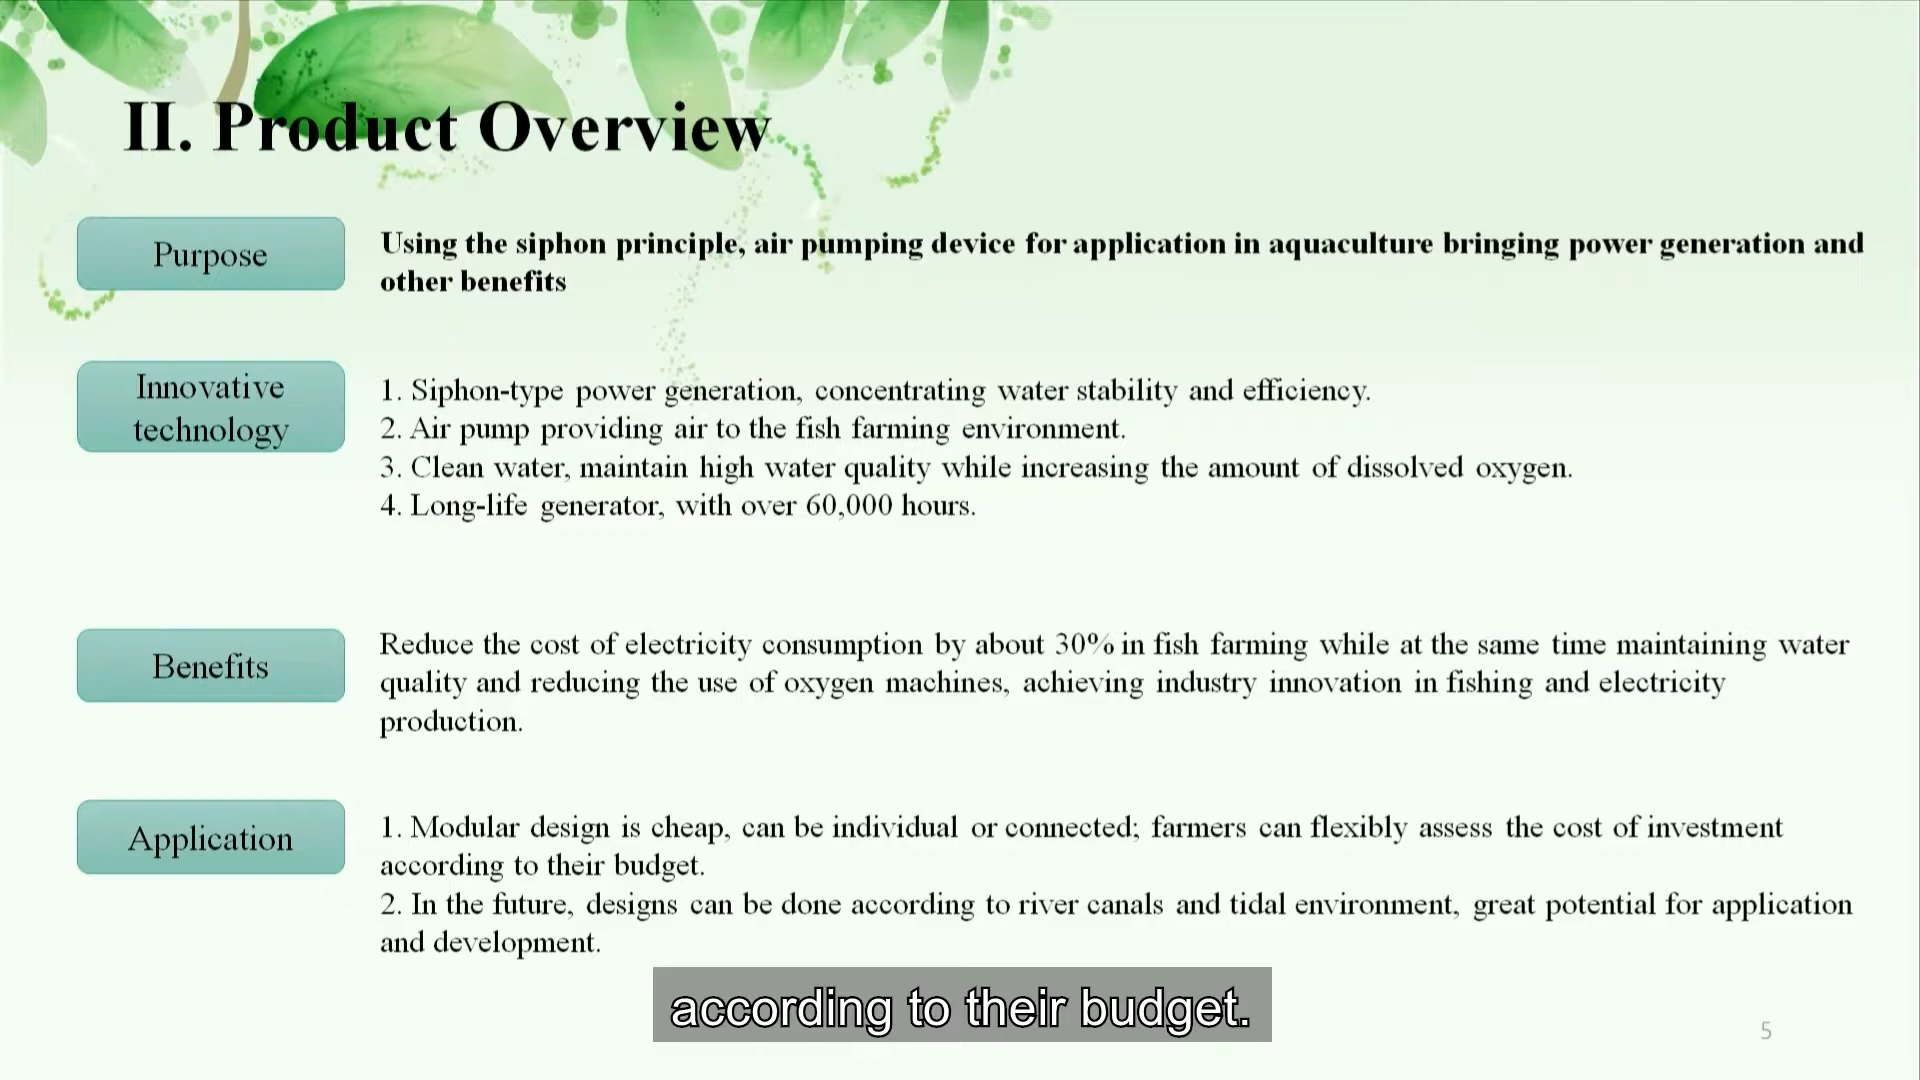 II. Product Overview
Purpose
Using the siphon principle, air pumping device for application in aquaculture bringing power generation and
other benefits
Innovative
technology
1. Siphon-type power generation, concentrating water stability and efficiency.
2. Air pump providing air to the fish farming environment.
3. Clean water, maintain high water quality while increasing the amount of dissolved oxygen.
4. Long-life generator, with over 60,000 hours.
Benefits
Reduce the cost of electricity consumption by about 30% in fish farming while at the same time maintaining water
quality and reducing the use of oxygen machines, achieving industry innovation in fishing and electricity
production.
Application
1. Modular design is cheap, can be individual or connected; farmers can flexibly assess the cost of investment
according to their budget.
2. In the future, designs can be done according to river canals and tidal environment, great potential for application
and development.
according to their budget.
5